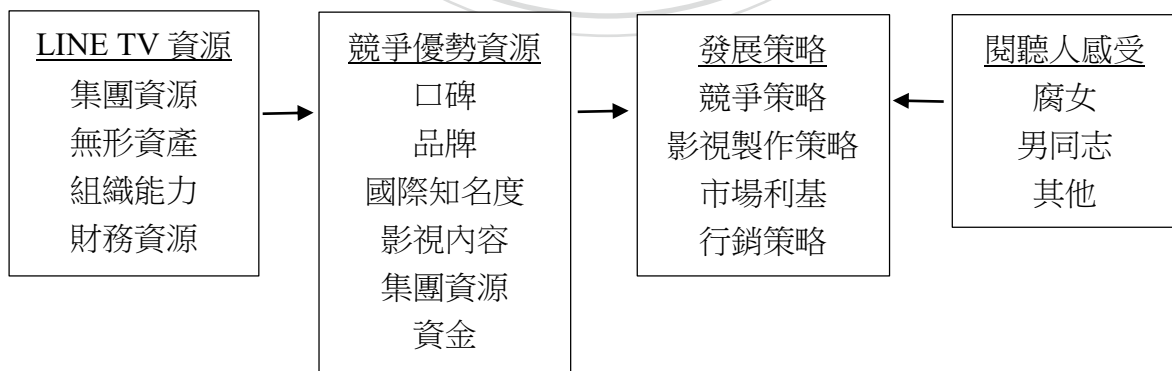 LINE TV 資源
集團資源
無形資產
組織能力
財務資源
競爭優勢資源
口碑
品牌
國際知名度
影視內容
集團資源
資金
發展策略
競爭策略
影視製作策略
市場利基
行銷策略
閱聽人感受
腐女
男同志
其他